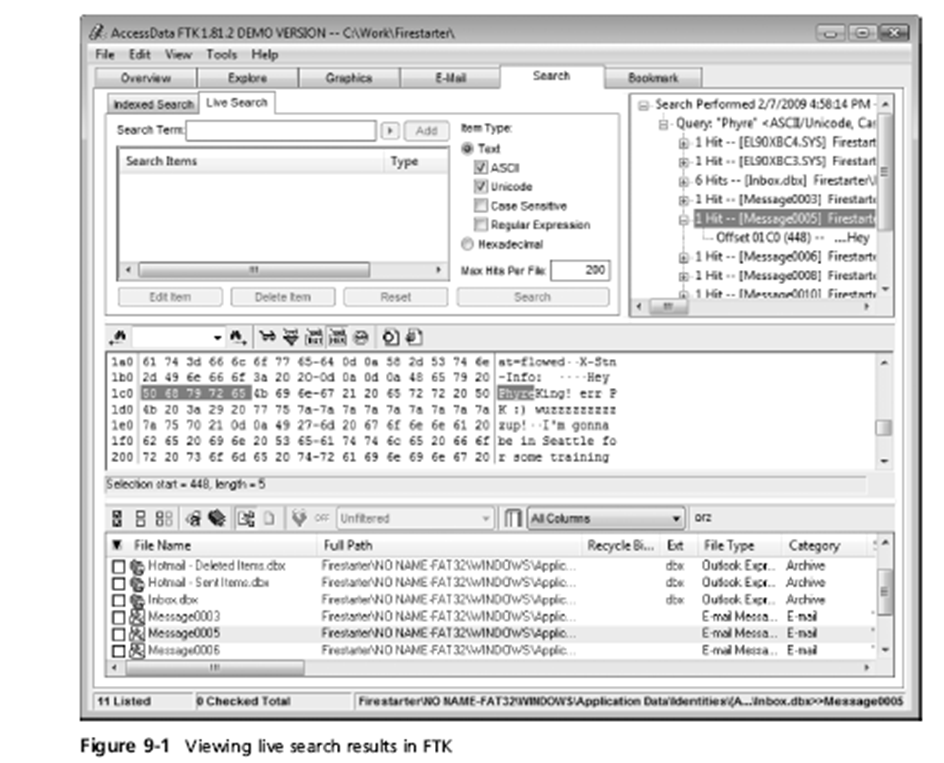 AccessData FTK 1.81.2 DEMO VERSION -- C:\Work\Firestarter\
File Edit View Tools Help
Overview Explore Graphics E-Mail Search Bookmark
Indexed Search Live Search
Search Term: Add
Search Items Type
Item Type:
Text
ASCII
Unicode
Case Sensitive
Regular Expression
Hexadecimal
Max Hits Per File: 200
Edit Item Delete Item Reset Search
Search Performed 2/7/2009 4:58:14 PM -
Query: "Phyre" <ASCII/Unicode, Cas
1 Hit -- [EL90XBC4.SYS] Firestart
1 Hit -- [EL90XBC3.SYS] Firestart
6 Hits -- [Inbox.dbx] Firestarter\I
1 Hit -- [Message0003] Firestarte
1 Hit -- [Message0005] Firestarte
Offset 01C0 (448) -- ....Hey
1 Hit -- [Message0006] Firestarte
1 Hit -- [Message0008] Firestarte
1 Hit -- [Message0010] Firestarte
1a0 61 74 3d 66 6c 6f 77 65-64 0d 0a 58 2d 53 74 6e at=flowed··X-Stn
1b0 2d 49 6e 66 6f 3a 20 20-0d 0a 0d 0a 48 65 79 20 -Info:  ····Hey
1c0 50 68 79 72 65 4b 69 6e-67 21 20 65 72 72 20 50 PhyreKing! err P
1d0 4b 20 3a 29 20 77 75 7a-7a 7a 7a 7a 7a 7a 7a 7a K :) wuzzzzzzzzz
1e0 7a 75 70 21 0d 0a 49 27-6d 20 67 6f 6e 6e 61 20 zup!··I'm gonna
1f0 62 65 20 69 6e 20 53 65-61 74 74 6c 65 20 66 6f be in Seattle fo
200 72 20 73 6f 6d 65 20 74-72 61 69 6e 69 6e 67 20 r some training
Selection start = 448, length = 5
OFF Unfiltered All Columns
File Name Full Path Recycle Bi... Ext File Type Category
Hotmail - Deleted Items.dbx Firestarter\NO NAME-FAT32\WINDOWS\Applic... dbx Outlook Expr... Archive
Hotmail - Sent Items.dbx Firestarter\NO NAME-FAT32\WINDOWS\Applic... dbx Outlook Expr... Archive
Inbox.dbx Firestarter\NO NAME-FAT32\WINDOWS\Applic... dbx Outlook Expr... Archive
Message0003 Firestarter\NO NAME-FAT32\WINDOWS\Applic... E-mail Messa... E-mail
Message0005 Firestarter\NO NAME-FAT32\WINDOWS\Applic... E-mail Messa... E-mail
Message0006 Firestarter\NO NAME-FAT32\WINDOWS\Applic... E-mail Messa... E-mail
11 Listed 0 Checked Total Firestarter\NO NAME-FAT32\WINDOWS\Application Data\Identities\{A...\Inbox.dbx>>Message0005
Figure 9-1 Viewing live search results in FTK